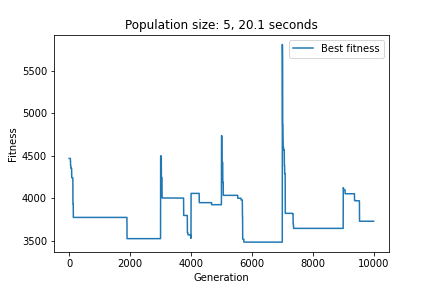 Population size: 5, 20.1 seconds
Best fitness
5500
5000
4500
4000
3500
Fitness
0 2000 4000 6000 8000 10000
Generation